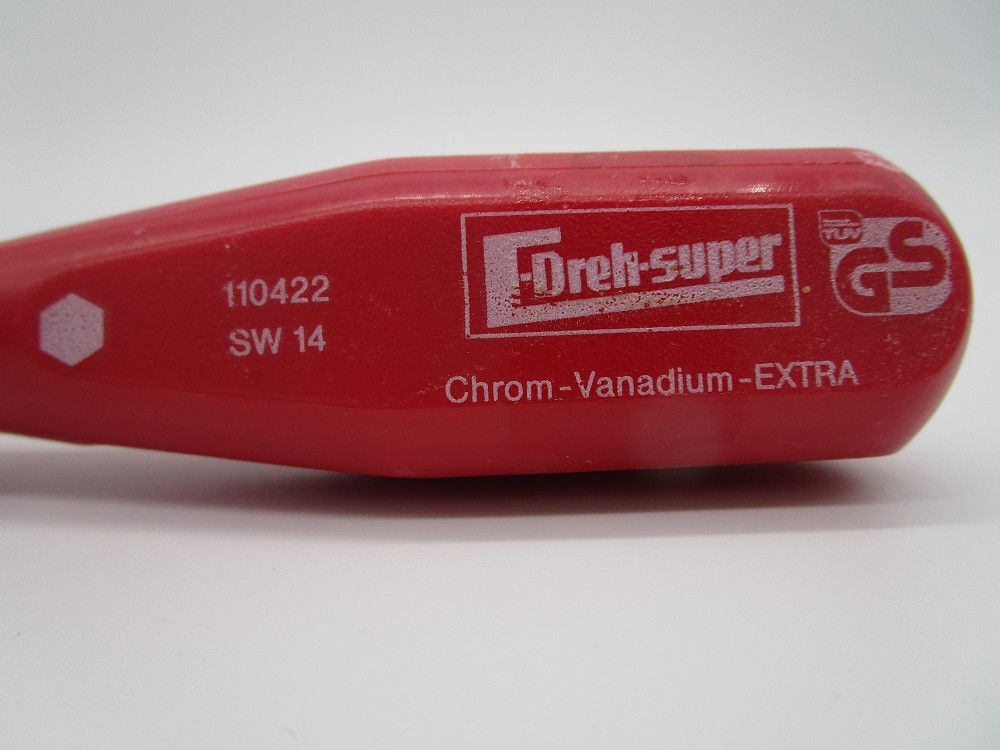 110422
SW 14
-Dreh-super
Chrom-Vanadium-EXTRA
GS